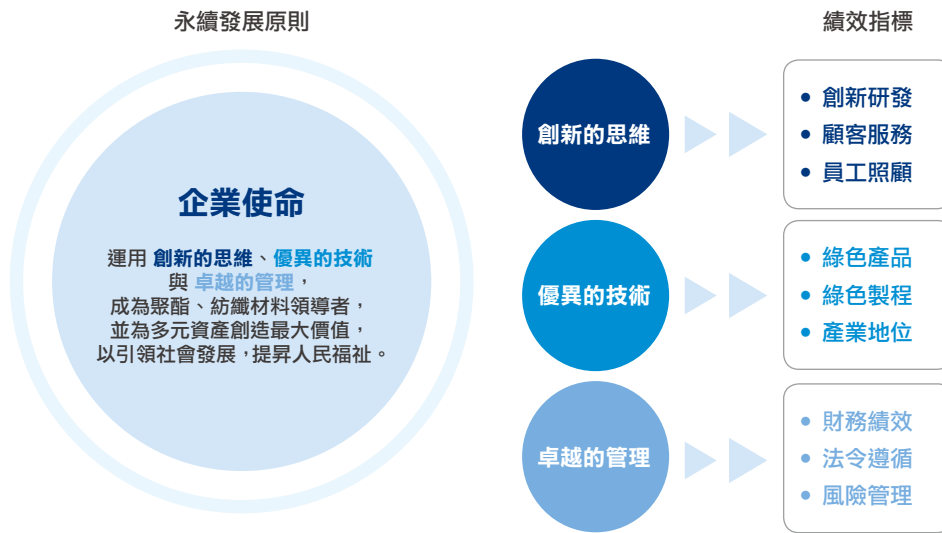 永續發展原則
績效指標
企業使命
運用 創新的思維、優異的技術
與 卓越的管理，
成為聚酯、紡纖材料領導者，
並為多元資產創造最大價值，
以引領社會發展，提昇人民福祉。
創新的思維
• 創新研發
• 顧客服務
• 員工照顧
優異的技術
• 綠色產品
• 綠色製程
• 產業地位
卓越的管理
• 財務績效
• 法令遵循
• 風險管理